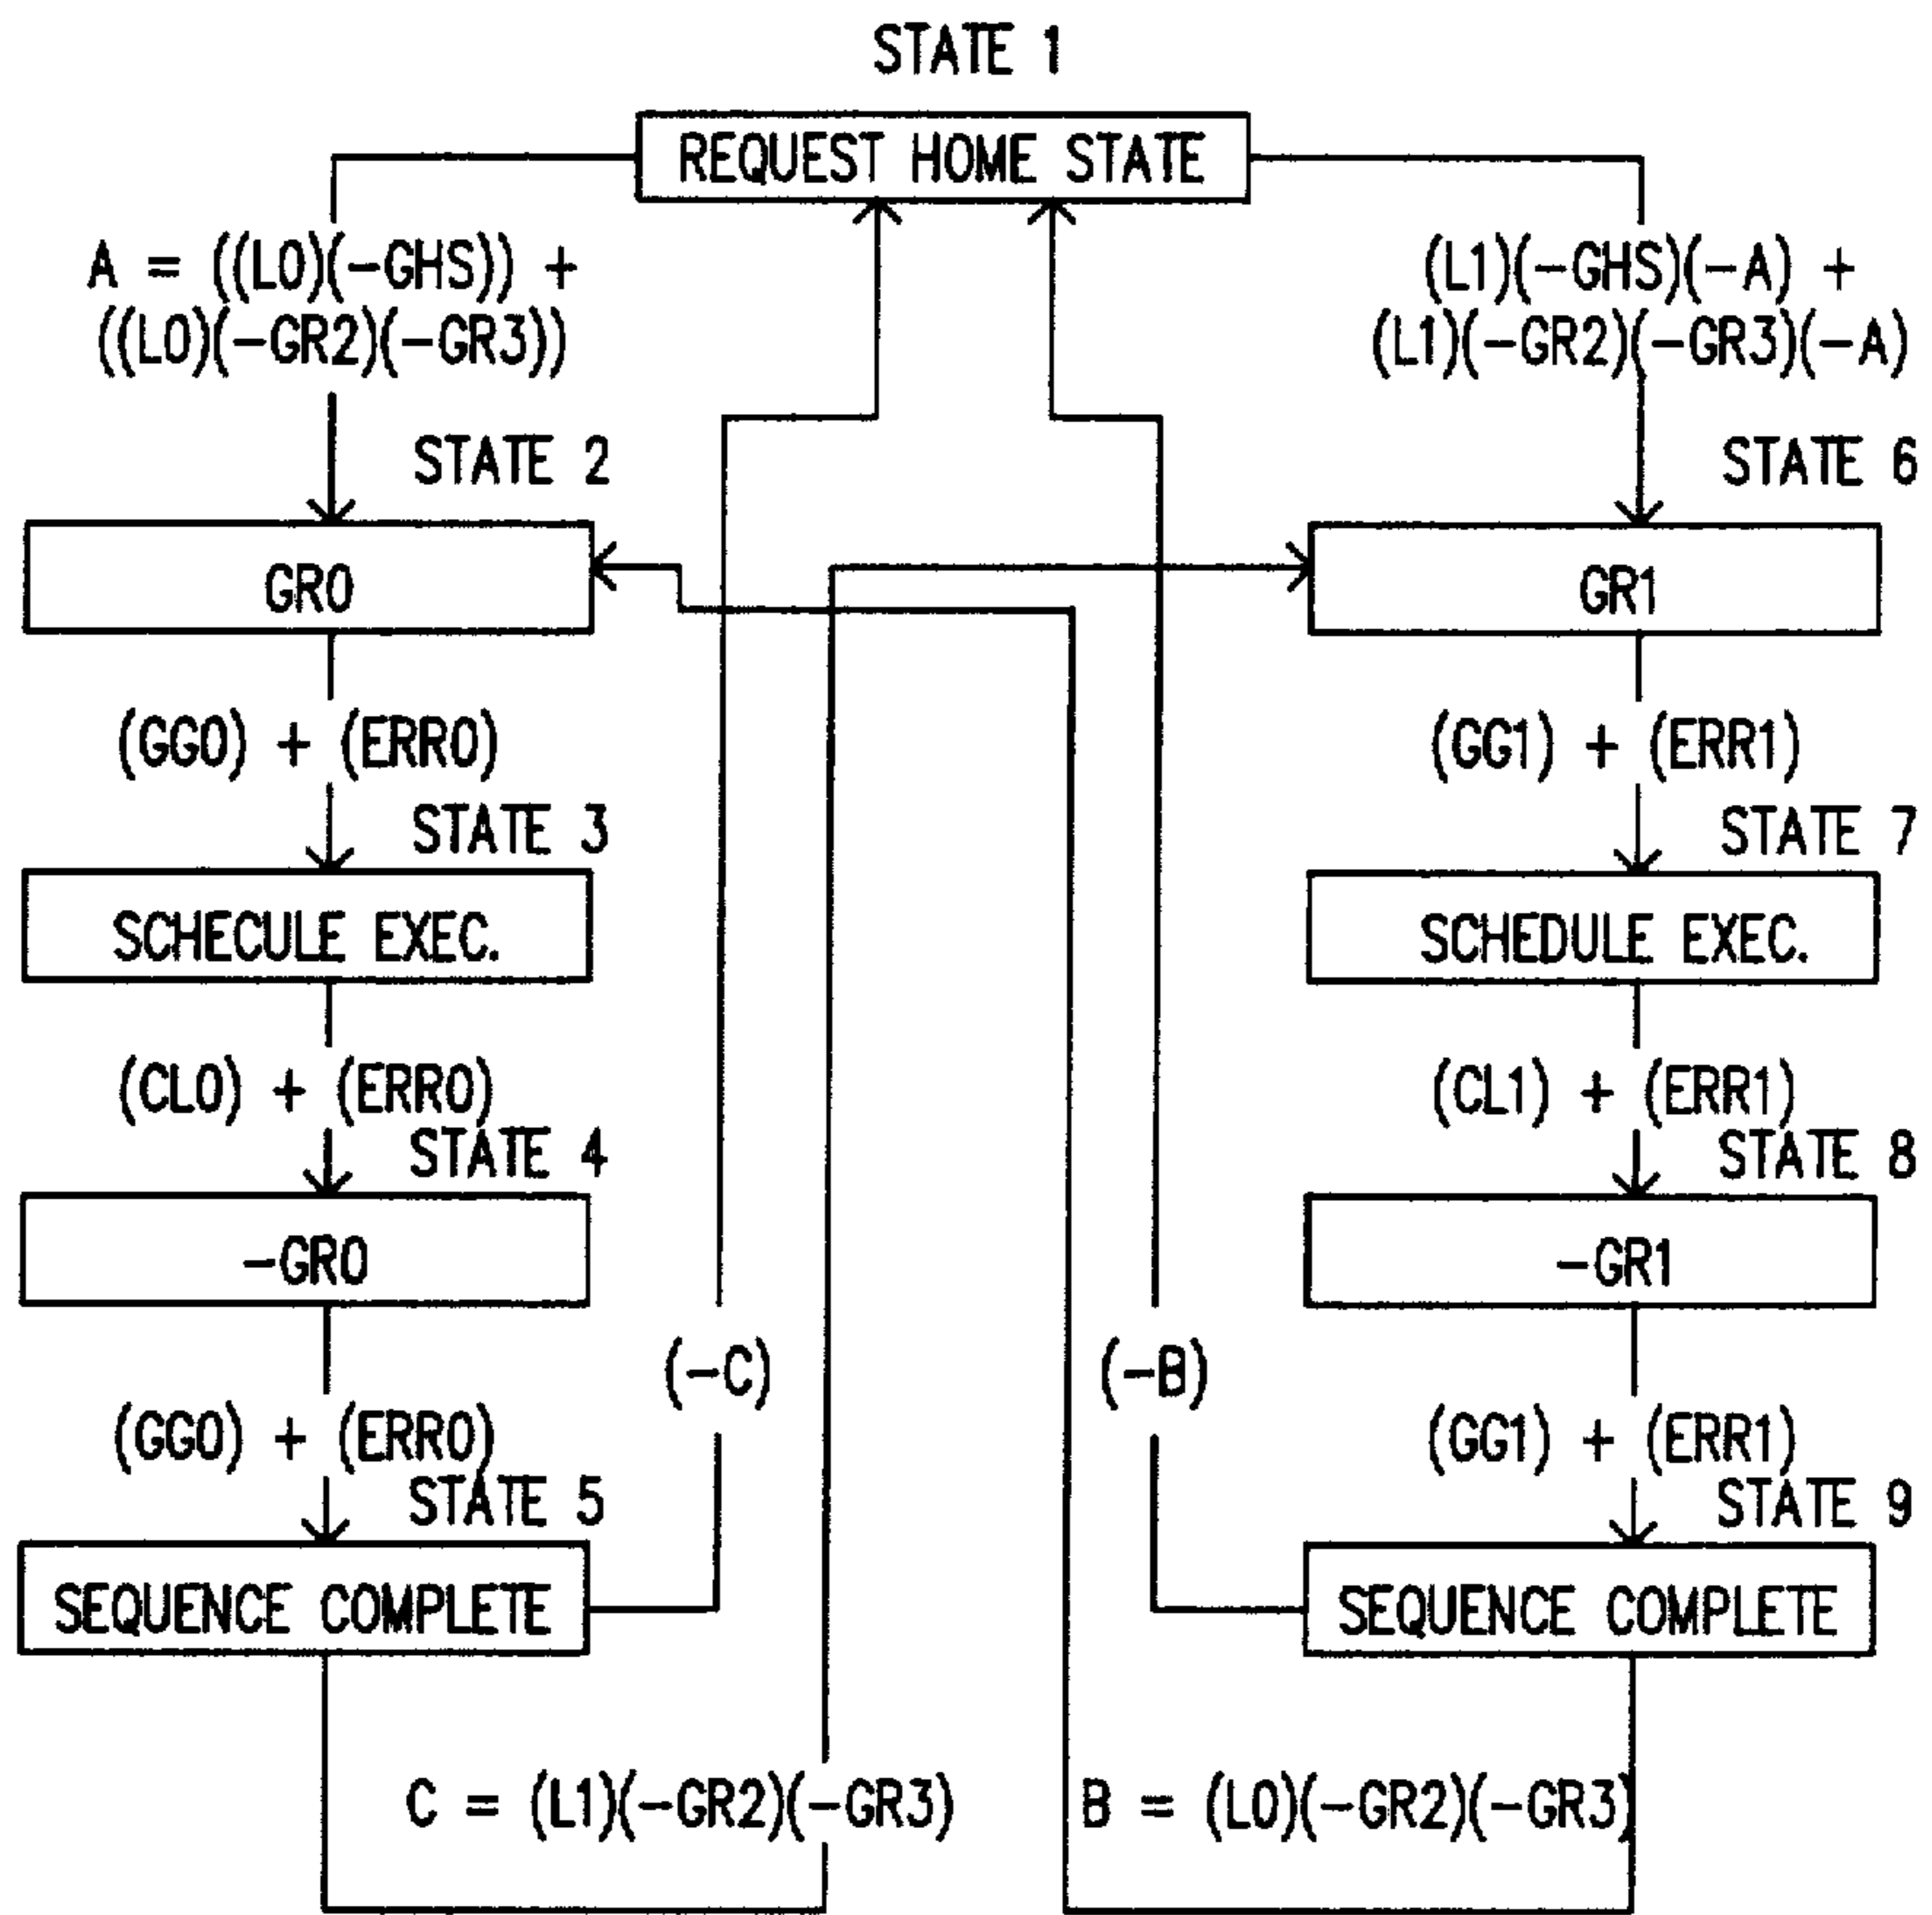 STATE 1
REQUEST HOME STATE
A = ((L0)(-GHS)) +
((L0)(-GR2)(-GR3))
(L1)(-GHS)(-A) +
(L1)(-GR2)(-GR3)(-A)
STATE 2
STATE 6
GR0
GR1
(GG0) + (ERR0)
(GG1) + (ERR1)
STATE 3
STATE 7
SCHECULE EXEC.
SCHEDULE EXEC.
(CL0) + (ERR0)
(CL1) + (ERR1)
STATE 4
STATE 8
-GR0
-GR1
(-C)
(-B)
(GG0) + (ERR0)
(GG1) + (ERR1)
STATE 5
STATE 9
SEQUENCE COMPLETE
SEQUENCE COMPLETE
C = (L1)(-GR2)(-GR3)
B = (L0)(-GR2)(-GR3)